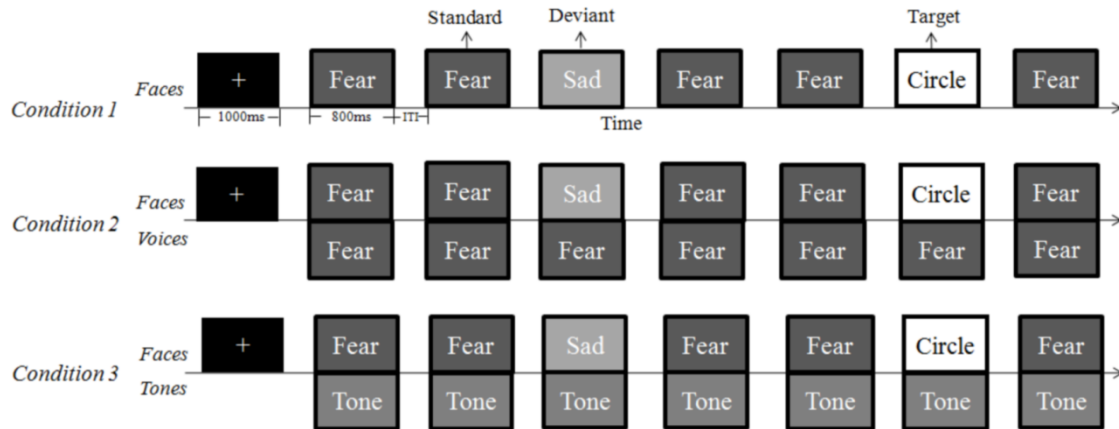 Standard Deviant Target
Condition 1 Faces + Fear Fear Sad Fear Fear Circle Fear
1000ms 800ms ITI Time
Condition 2 Faces + Fear Fear Sad Fear Fear Circle Fear
Voices Fear Fear Fear Fear Fear Fear Fear
Condition 3 Faces + Fear Fear Sad Fear Fear Circle Fear
Tones Tone Tone Tone Tone Tone Tone Tone